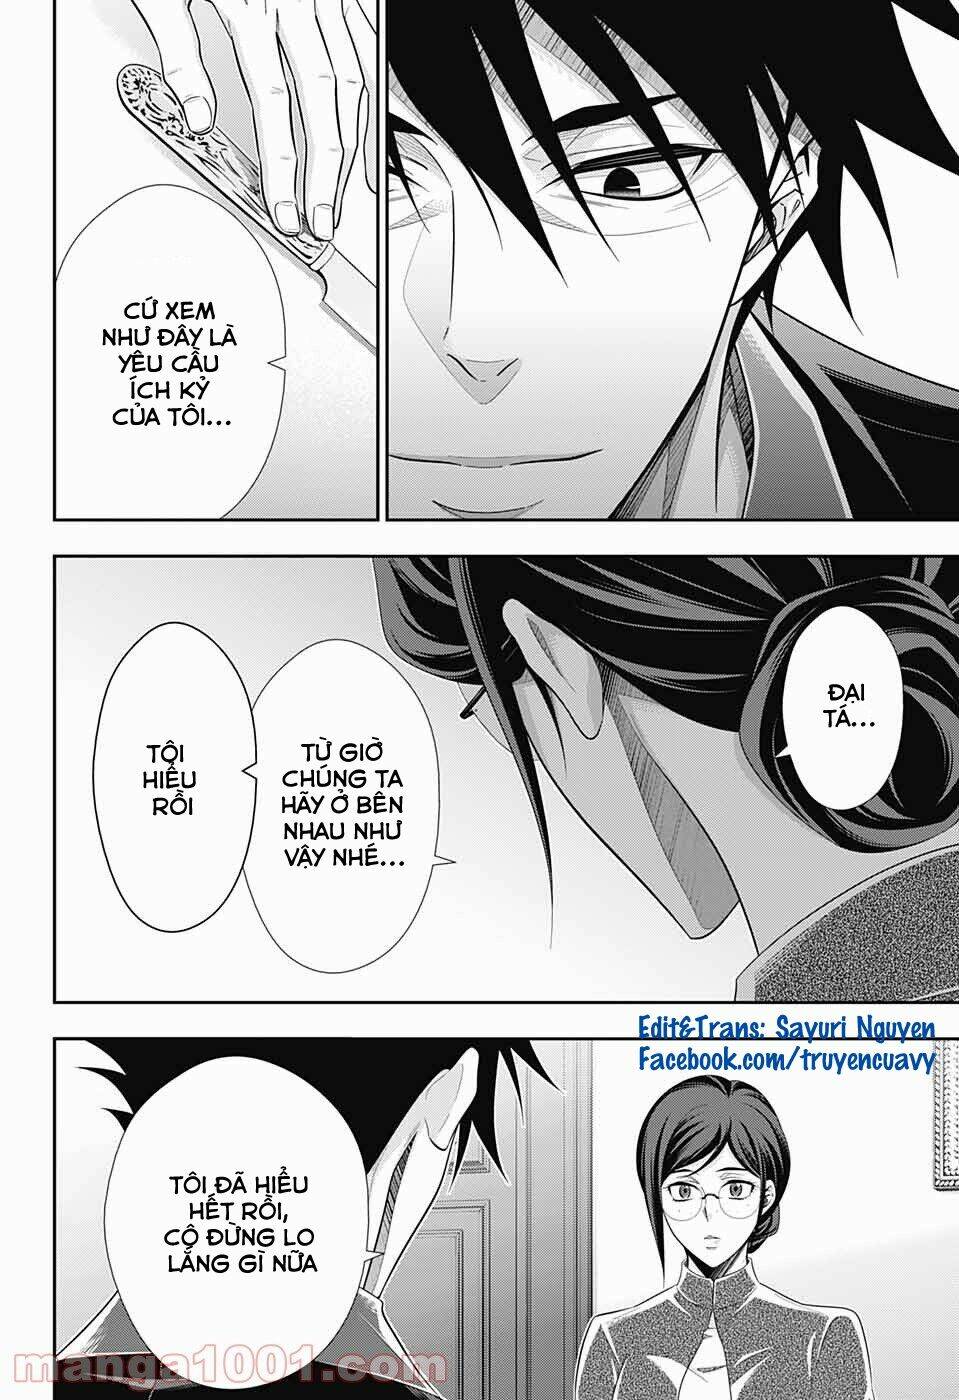 CỨ XEM
NHƯ ĐÂY LÀ
YÊU CẦU
ÍCH KỶ
CỦA TÔI...
ĐẠI
TÁ...
TỪ GIỜ
CHÚNG TA
HÃY Ở BÊN
NHAU NHƯ
VẬY NHÉ...
TÔI
HIỂU
RỒI
Edit&Trans: Sayuri Nguyen
Facebook.com/truyencuavy
TÔI ĐÃ HIỂU
HẾT RỒI,
CÔ ĐỪNG LO
LẮNG GÌ NỮA
manga1001.com